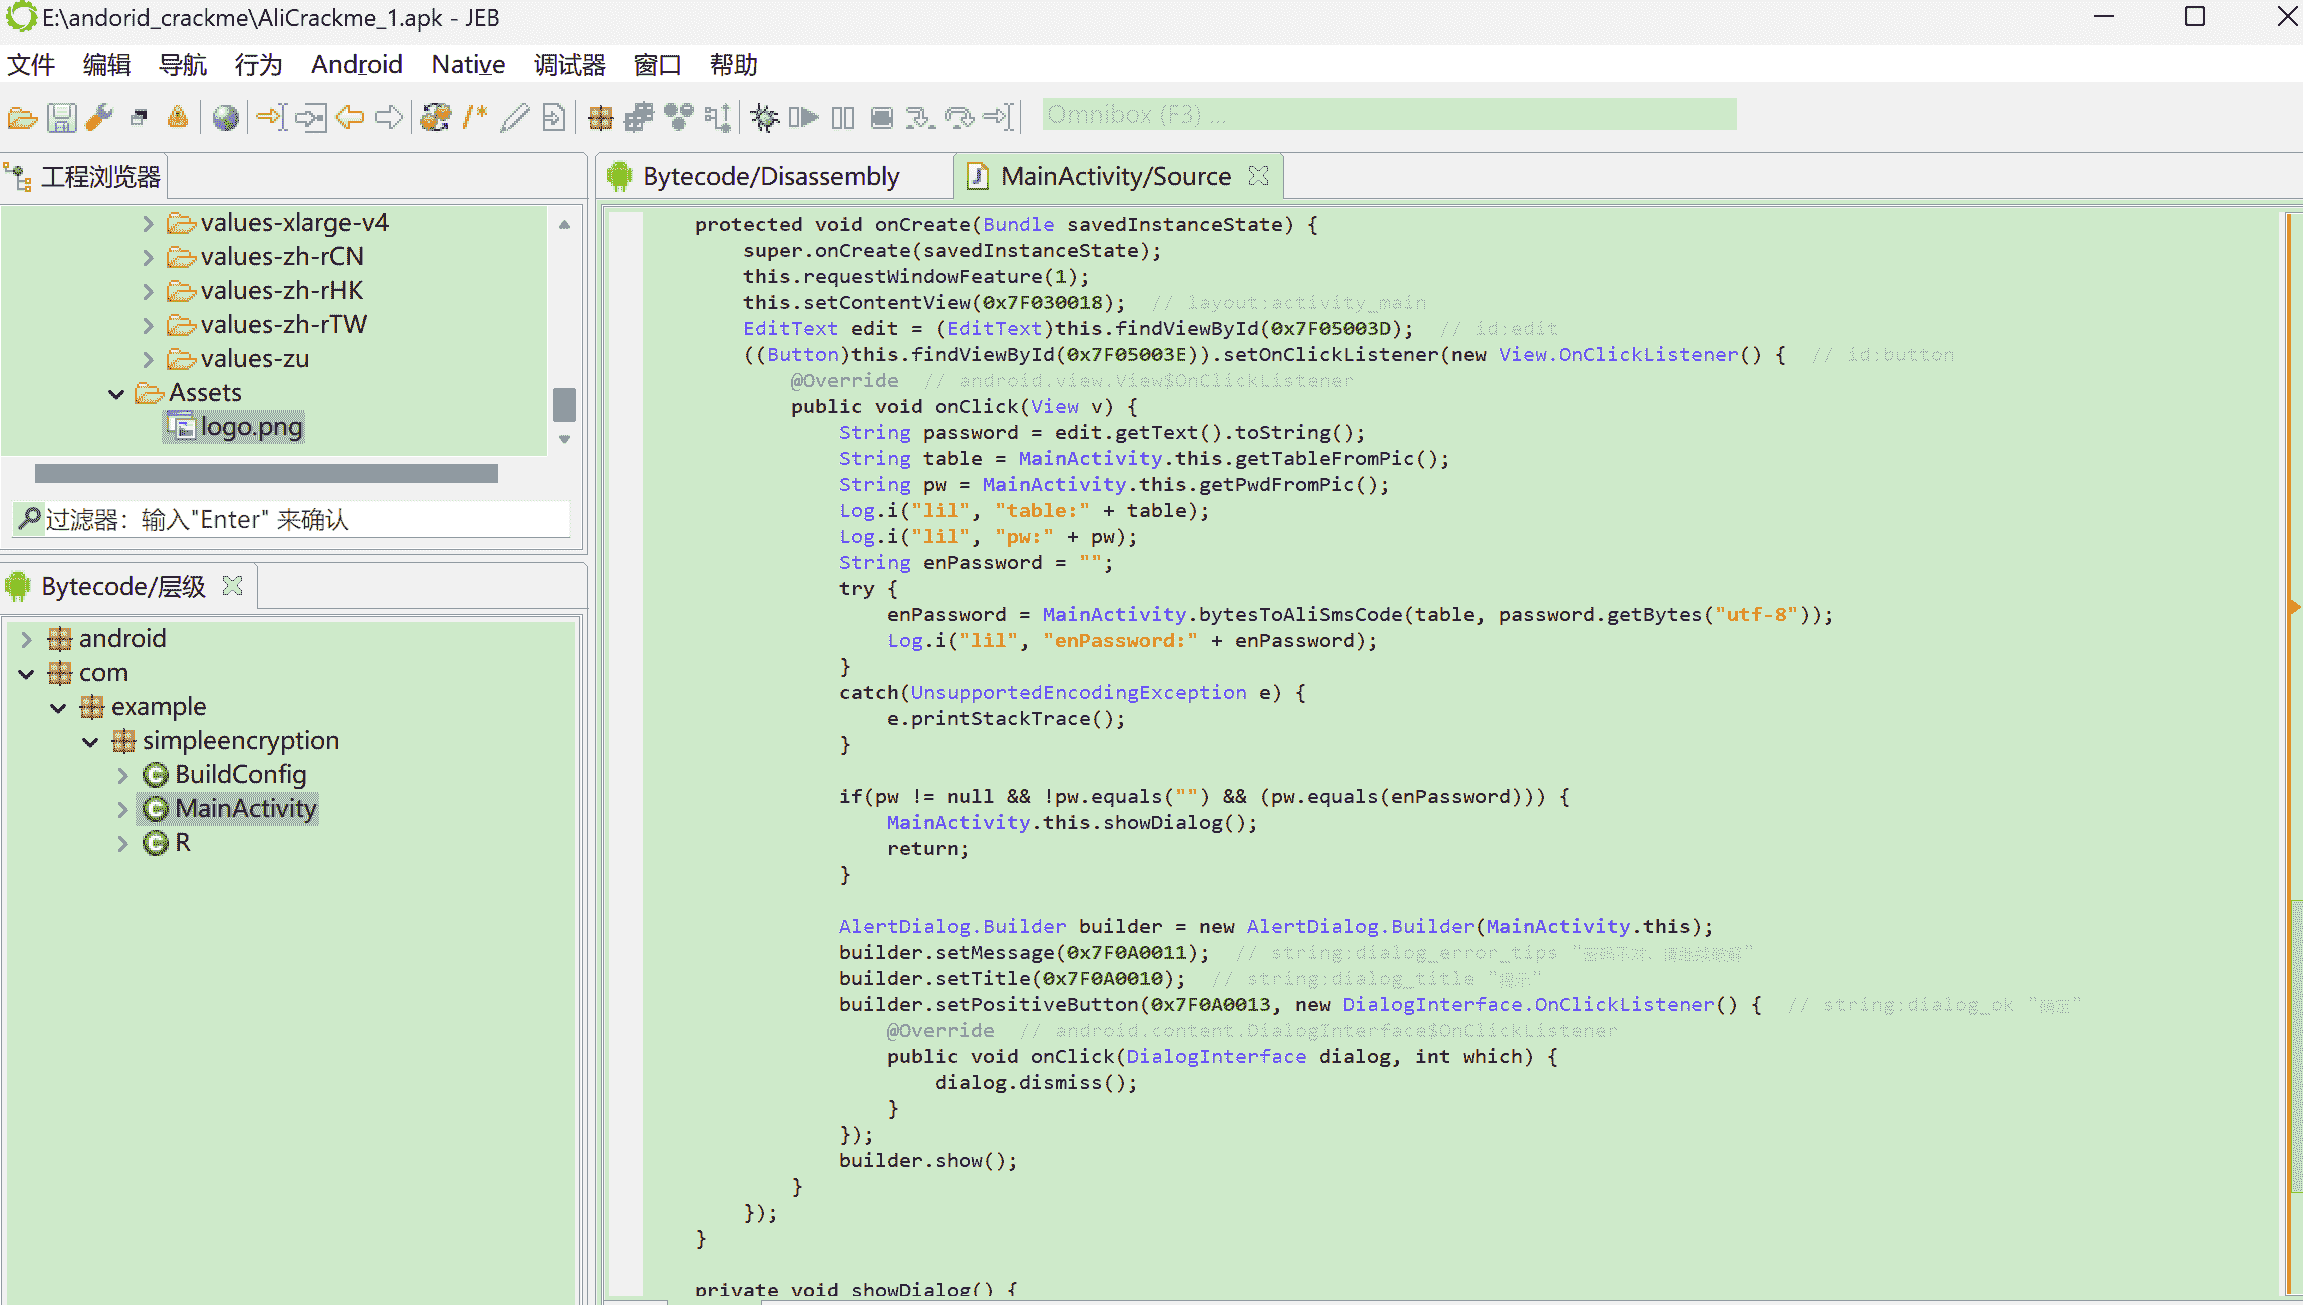 E:\andorid_crackme\AliCrackme_1.apk - JEB
文件 编辑 导航 行为 Android Native 调试器 窗口 帮助
Omnibox (F3) ...
工程浏览器
values-xlarge-v4
values-zh-rCN
values-zh-rHK
values-zh-rTW
values-zu
Assets
logo.png
过滤器：输入"Enter" 来确认
Bytecode/层级
android
com
example
simpleencryption
BuildConfig
MainActivity
R
Bytecode/Disassembly
MainActivity/Source
protected void onCreate(Bundle savedInstanceState) {
super.onCreate(savedInstanceState);
this.requestWindowFeature(1);
this.setContentView(0x7F030018);  // layout:activity_main
EditText edit = (EditText)this.findViewById(0x7F05003D);  // id:edit
((Button)this.findViewById(0x7F05003E)).setOnClickListener(new View.OnClickListener() {  // id:button
@Override  // android.view.View$OnClickListener
public void onClick(View v) {
String password = edit.getText().toString();
String table = MainActivity.this.getTableFromPic();
String pw = MainActivity.this.getPwdFromPic();
Log.i("lil", "table:" + table);
Log.i("lil", "pw:" + pw);
String enPassword = "";
try {
enPassword = MainActivity.bytesToAliSmsCode(table, password.getBytes("utf-8"));
Log.i("lil", "enPassword:" + enPassword);
}
catch(UnsupportedEncodingException e) {
e.printStackTrace();
}
if(pw != null && !pw.equals("") && (pw.equals(enPassword))) {
MainActivity.this.showDialog();
return;
}
AlertDialog.Builder builder = new AlertDialog.Builder(MainActivity.this);
builder.setMessage(0x7F0A0011);  // string:dialog_error_tips
builder.setTitle(0x7F0A0010);  // string:dialog_title "提示"
builder.setPositiveButton(0x7F0A0013, new DialogInterface.OnClickListener() {  // string:dialog_ok "确定"
@Override  // android.content.DialogInterface$OnClickListener
public void onClick(DialogInterface dialog, int which) {
dialog.dismiss();
}
});
builder.show();
}
});
}
private void showDialog() {